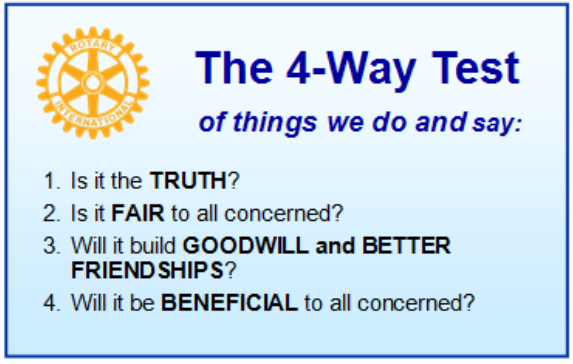 ROTARY
INTERNATIONAL
The 4-Way Test
of things we do and say:
1. Is it the TRUTH?
2. Is it FAIR to all concerned?
3. Will it build GOODWILL and BETTER
FRIENDSHIPS?
4. Will it be BENEFICIAL to all concerned?